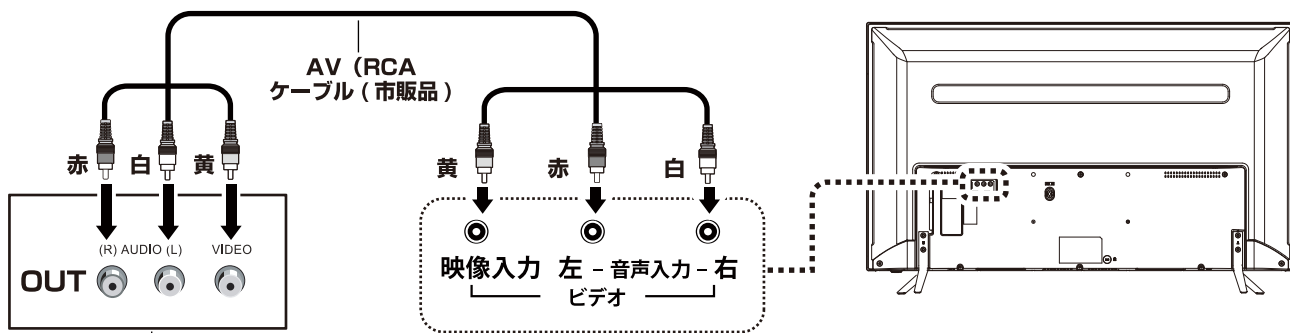 AV（RCA
ケーブル ( 市販品 )
赤 白 黄
黄 赤 白
(R) AUDIO (L) VIDEO
OUT
映像入力 左 – 音声入力 – 右
ビデオ